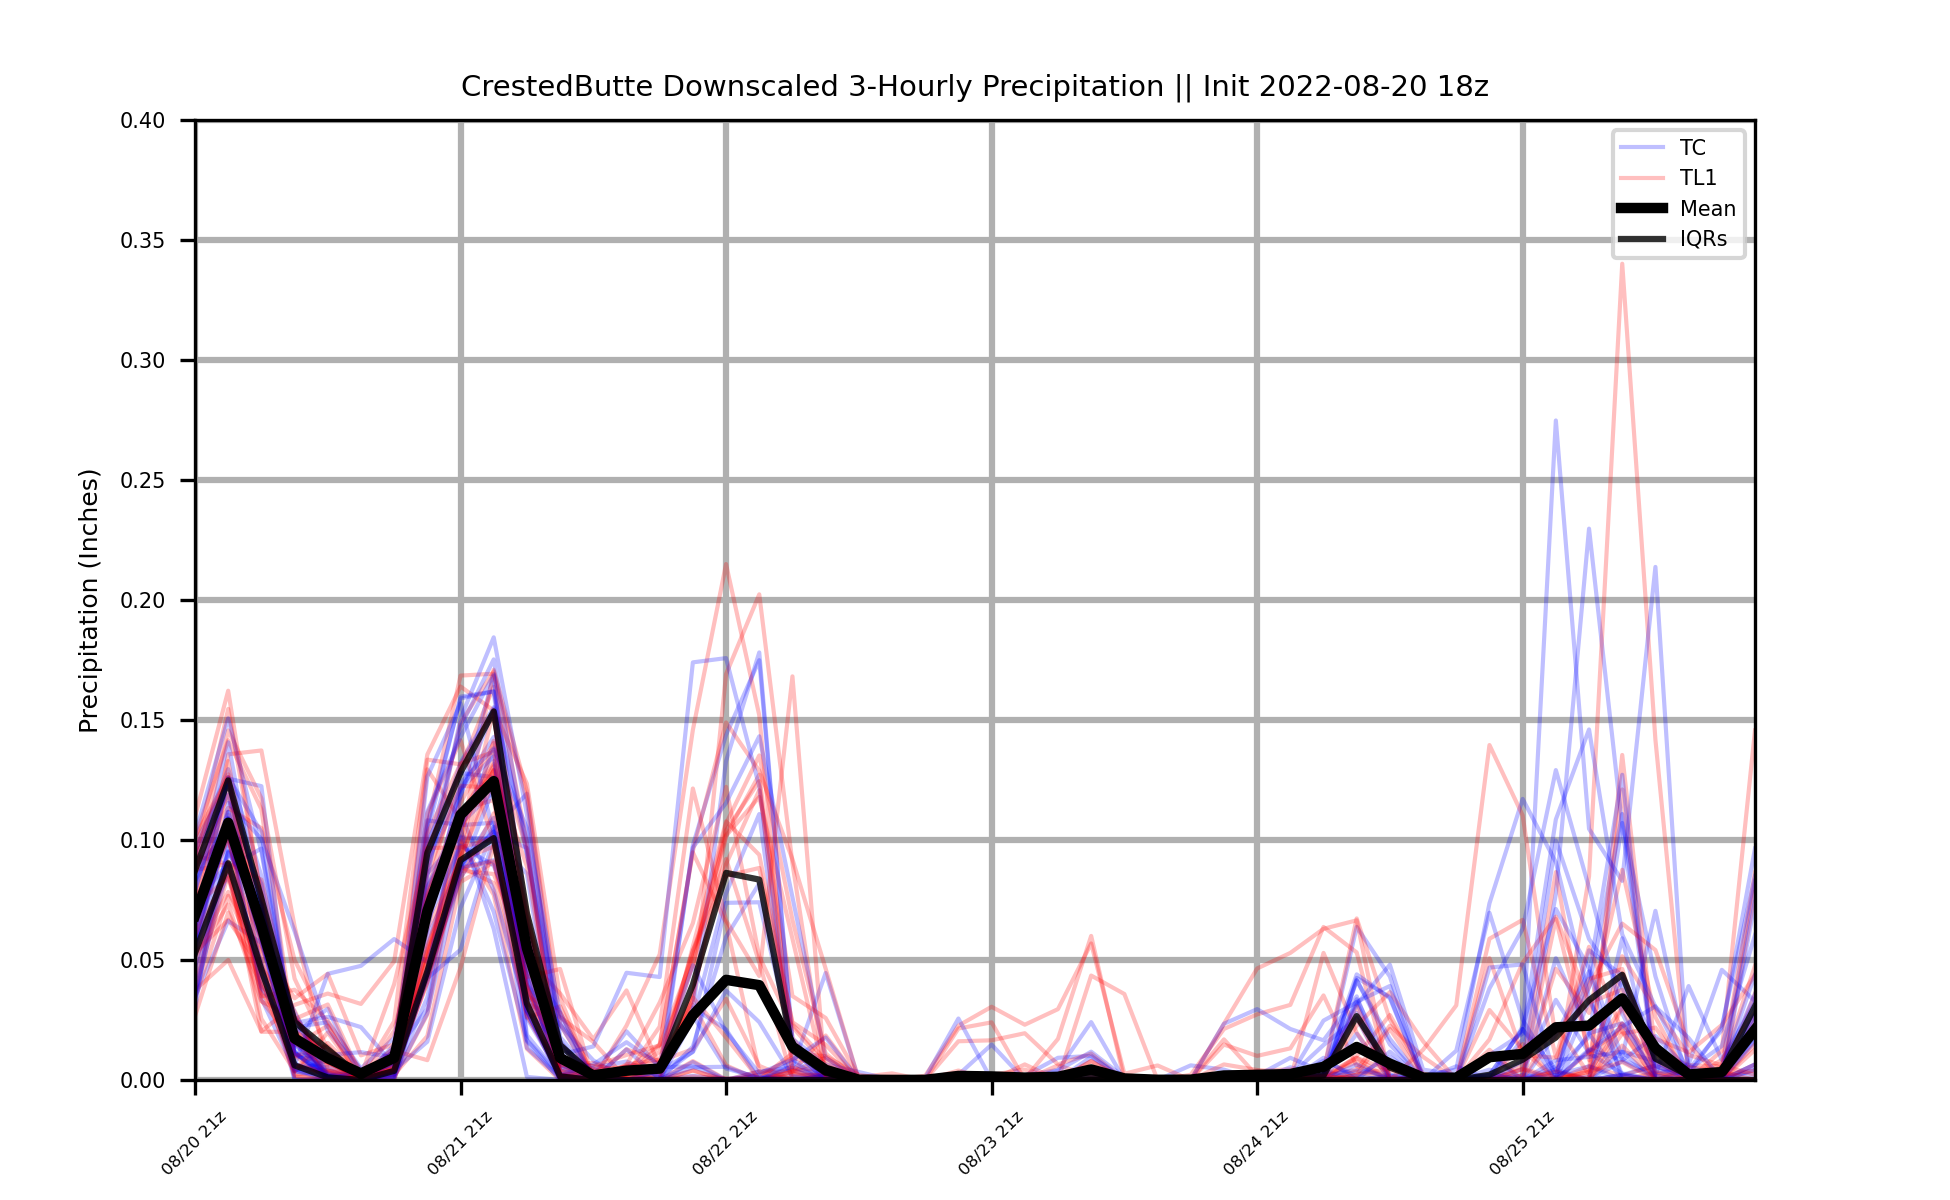 CrestedButte Downscaled 3-Hourly Precipitation || Init 2022-08-20 18z
0.40
0.35
0.30
0.25
0.20
0.15
0.10
0.05
0.00
Precipitation (Inches)
TC
TL1
Mean
IQRs
08/20 21z
08/21 21z
08/22 21z
08/23 21z
08/24 21z
08/25 21z